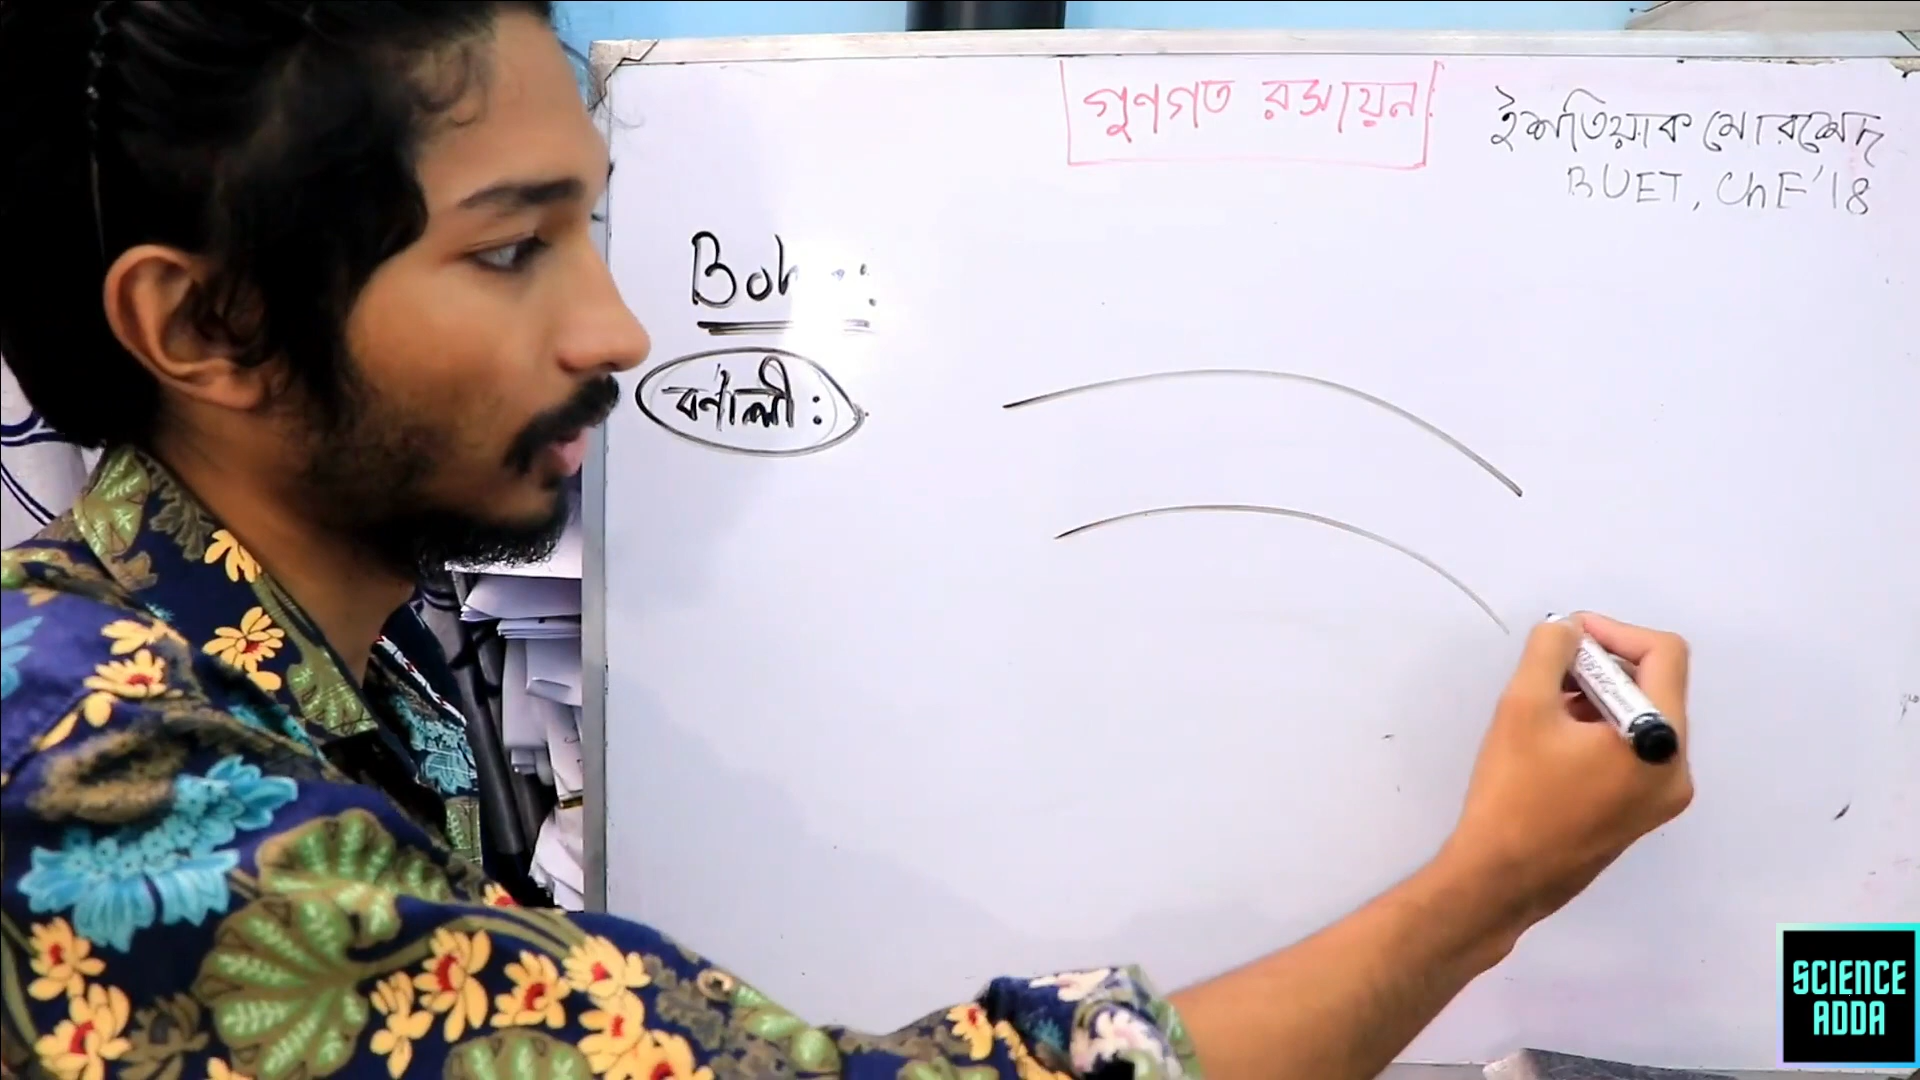 গুণগত রসায়ন
ইশতিয়াক মোরশেদ
BUET, ChE'18
Boh :
বর্ণালী :
SCIENCE
ADDA